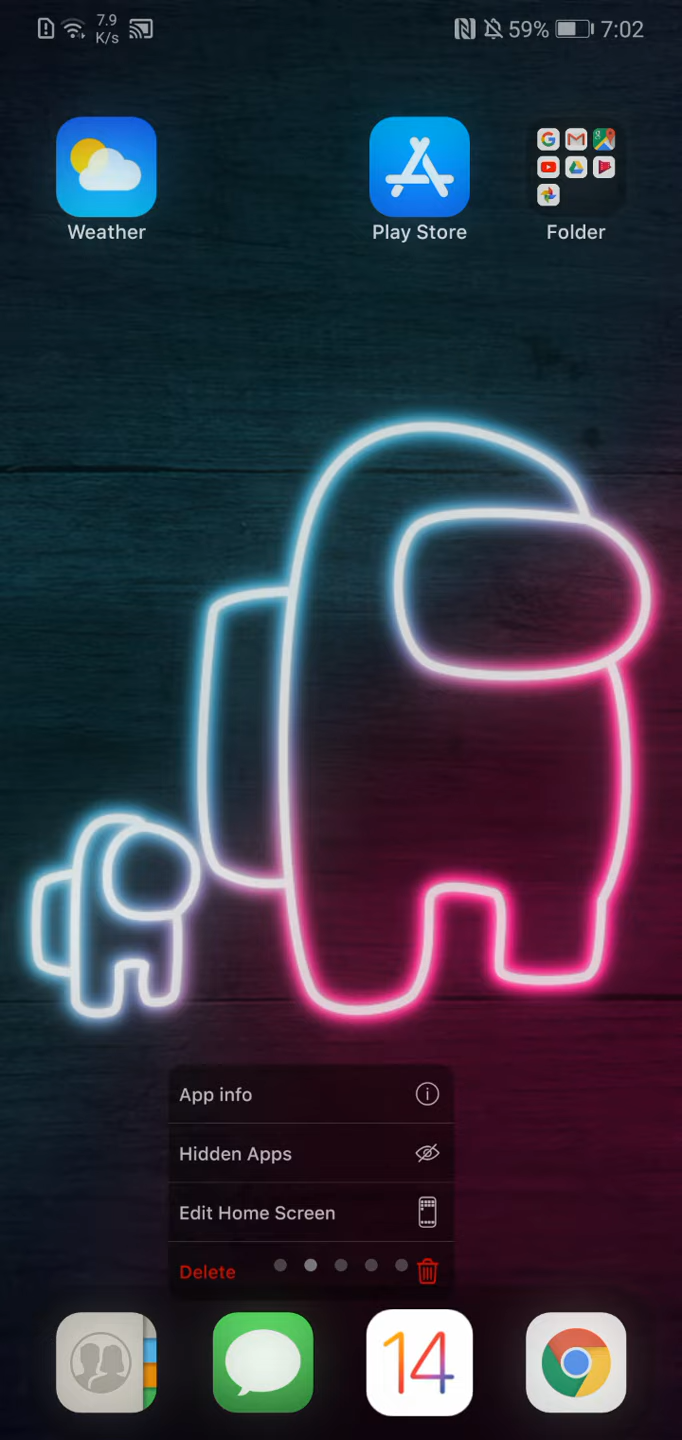 7.9
K/s
59%
7:02
Weather
Play Store
Folder
App info
Hidden Apps
Edit Home Screen
Delete
14